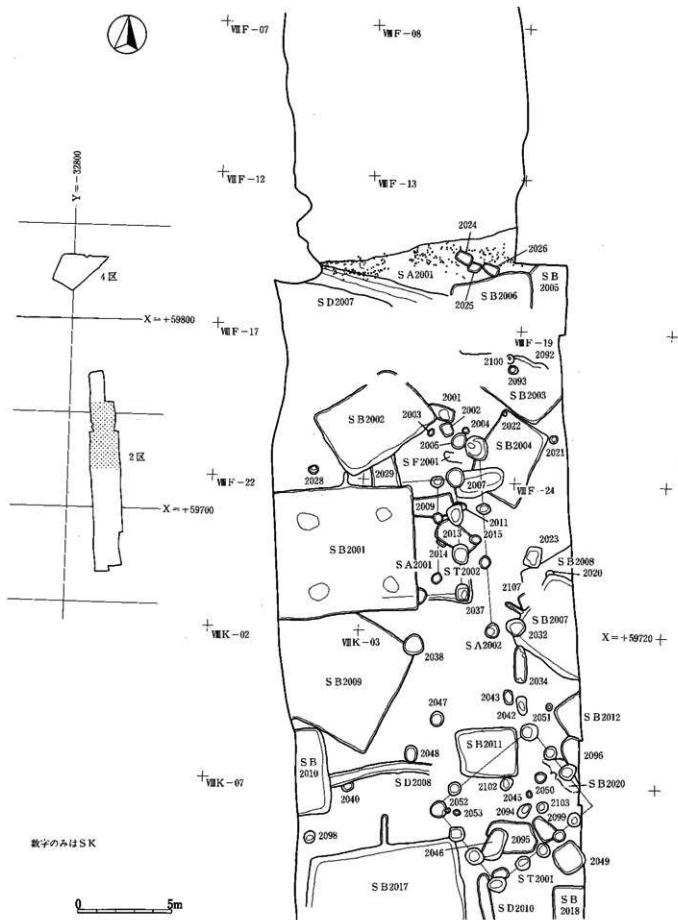 ⅧF-07
ⅧF-08
Y=-32800
ⅧF-12
ⅧF-13
2024
2026
4区
SA2001
2025
SB2006
SB
2005
SD2007
X=+59800
ⅧF-17
ⅧF-19
2100
2092
2093
SB2003
2001
SB2002
2003
2002
2004
2022
2005
SB2004
2021
SF2001
2区
2028
2029
2007
ⅧF-24
ⅧF-22
2009
2011
X=+59700
2013
2015
SB2001
2014
2023
SA2001
ST2002
SB2008
2020
2107
2037
SB2007
ⅧK-02
ⅧK-03
SA2002
2032
X=+59720
2038
SB2009
2034
2047
2043
2042
2051
SB2012
SB2011
2096
SB
2010
2048
ⅧK-07
SD2008
2102
2050
SB2020
2040
2045
2052
2053
2094
2103
2099
2098
数字のみはSK
2046
2095
2049
SB2017
ST2001
0 5m
SD2010
SB
2018